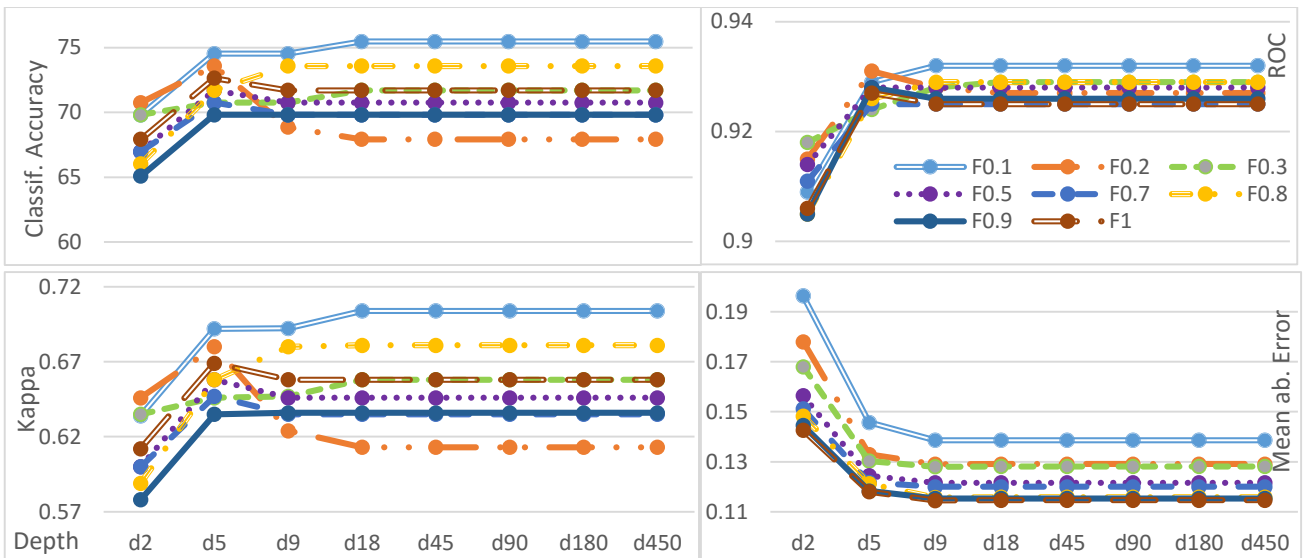 75
70
65
60
Classif. Accuracy
0.94
0.92
0.9
ROC
F0.1 F0.2 F0.3
F0.5 F0.7 F0.8
F0.9 F1
0.72
0.67
0.62
0.57
Kappa
Depth d2 d5 d9 d18 d45 d90 d180 d450
0.19
0.17
0.15
0.13
0.11
Mean ab. Error
d2 d5 d9 d18 d45 d90 d180 d450